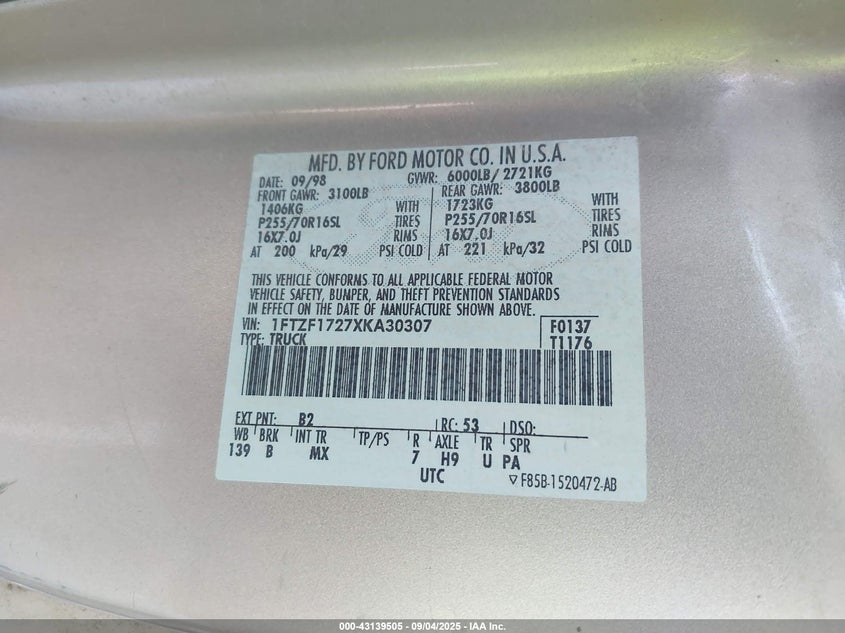 MFD. BY FORD MOTOR CO. IN U.S.A.
DATE: 09/98 GVWR: 6000LB/ 2721KG
FRONT GAWR: 3100LB REAR GAWR: 3800LB
1406KG WITH 1723KG WITH
P255/70R16SL TIRES P255/70R16SL TIRES
16X7.0J RIMS 16X7.0J RIMS
AT 200 kPa/29 PSI COLD AT 221 kPa/32 PSI COLD
THIS VEHICLE CONFORMS TO ALL APPLICABLE FEDERAL MOTOR
VEHICLE SAFETY, BUMPER, AND THEFT PREVENTION STANDARDS
IN EFFECT ON THE DATE OF MANUFACTURE SHOWN ABOVE.
VIN: 1FTZF1727XKA30307 F0137
TYPE: TRUCK T1176
EXT PNT: B2 RC: 53 DSO:
WB BRK INT TR TP/PS R AXLE TR SPR
139 B MX 7 H9 U PA
UTC F85B-1520472-AB
000-43139505 - 09/04/2025 - IAA Inc.